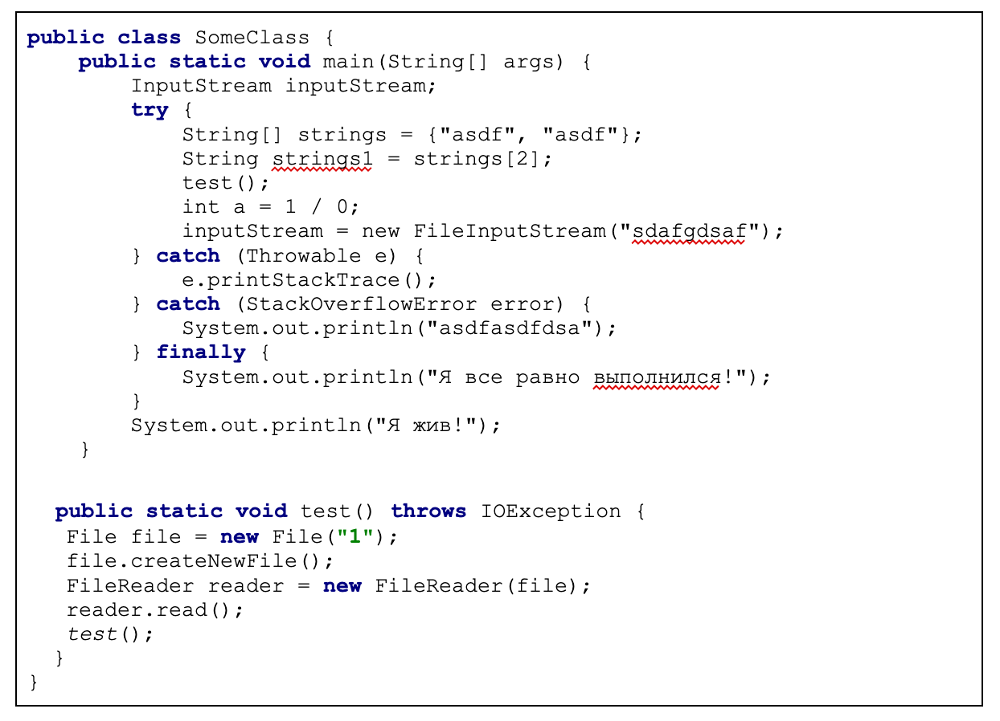 public class SomeClass {
    public static void main(String[] args) {
        InputStream inputStream;
        try {
            String[] strings = {"asdf", "asdf"};
            String strings1 = strings[2];
            test();
            int a = 1 / 0;
            inputStream = new FileInputStream("sdafgdsaf");
        } catch (Throwable e) {
            e.printStackTrace();
        } catch (StackOverflowError error) {
            System.out.println("asdfasdfdsa");
        } finally {
            System.out.println("Я все равно выполнился!");
        }
        System.out.println("Я жив!");
    }
  public static void test() throws IOException {
   File file = new File("1");
   file.createNewFile();
   FileReader reader = new FileReader(file);
   reader.read();
   test();
  }
}